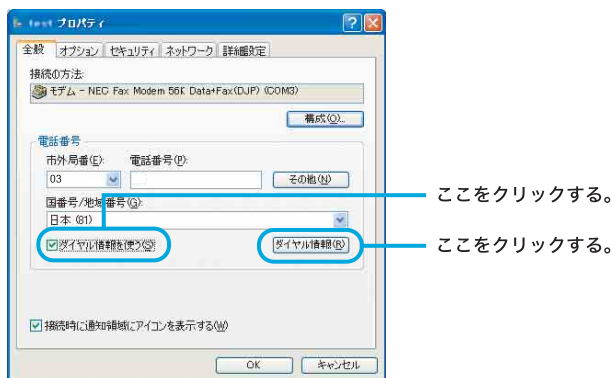 test プロパティ
全般 オプション セキュリティ ネットワーク 詳細設定
接続の方法:
モデム - NEC Fax Modem 56K Data+Fax(DJP) (COM3)
構成(O)...
電話番号
市外局番(E): 電話番号(P):
03 その他(N)
国番号/地域番号(G):
日本 (81)
ダイヤル情報を使う(S) ダイヤル情報(R)
接続時に通知領域にアイコンを表示する(W)
OK キャンセル
ここをクリックする。
ここをクリックする。